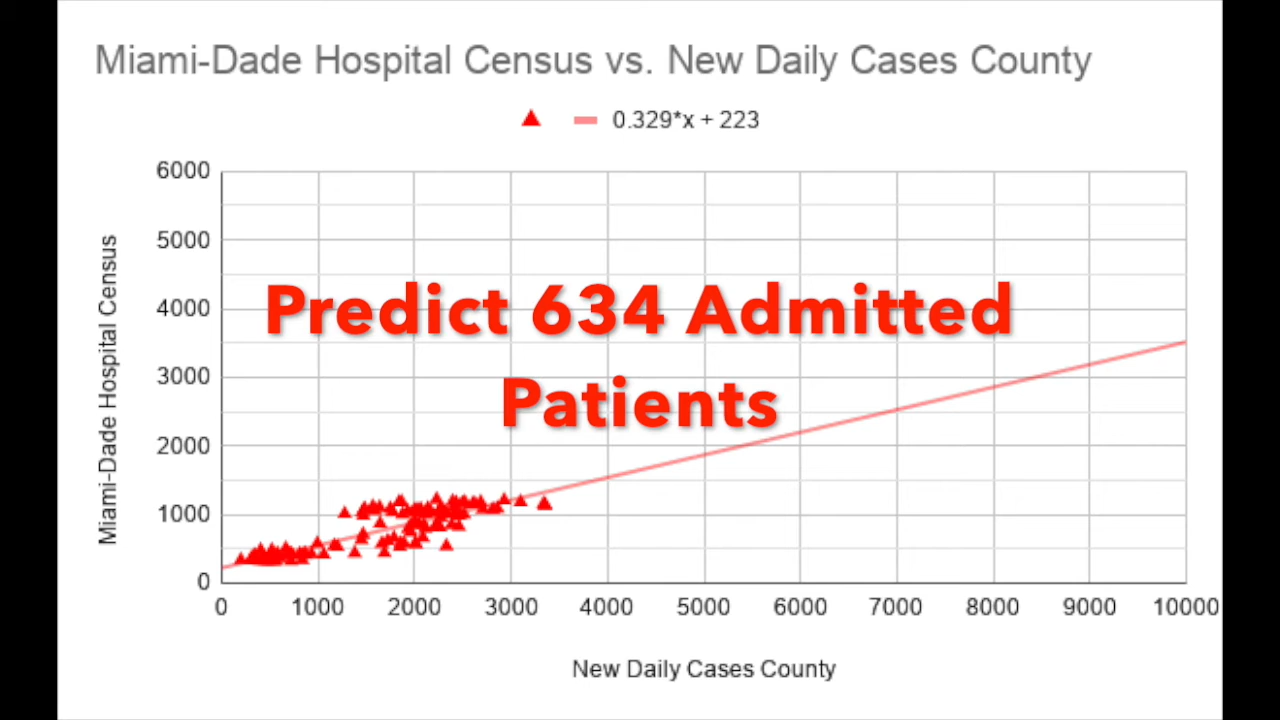 Miami-Dade Hospital Census vs. New Daily Cases County
0.329*x + 223
6000
5000
4000
3000
2000
1000
0
Miami-Dade Hospital Census
Predict 634 Admitted
Patients
0 1000 2000 3000 4000 5000 6000 7000 8000 9000 10000
New Daily Cases County